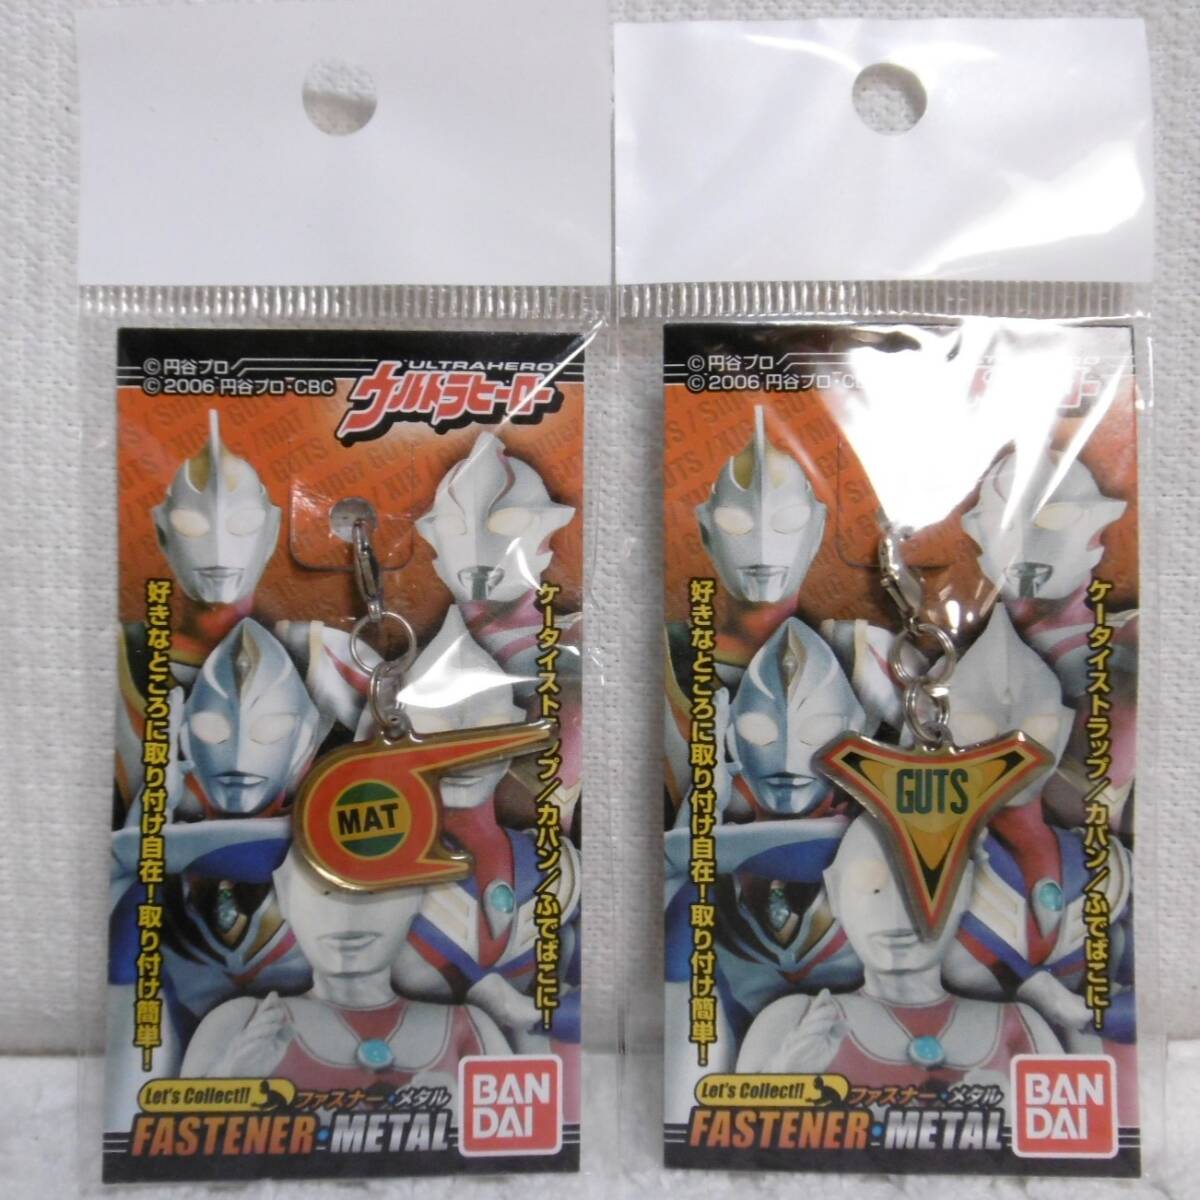 ©円谷プロ
©2006 円谷プロ・CBC
ULTRAHERO
ウルトラヒーロー
好きなところに取り付け自在!取り付け簡単!
ケータイストラップ/カバン/ふでばこに!
MAT
Let's Collect!!
ファスナー・メタル
FASTENER・METAL
BAN
DAI
©円谷プロ
©2006 円谷プロ・
好きなところに取り付け自在!取り付け簡単!
ケータイストラップ/カバン/ふでばこに!
GUTS
Let's Collect!!
ファスナー・メタル
FASTENER・METAL
BAN
DAI